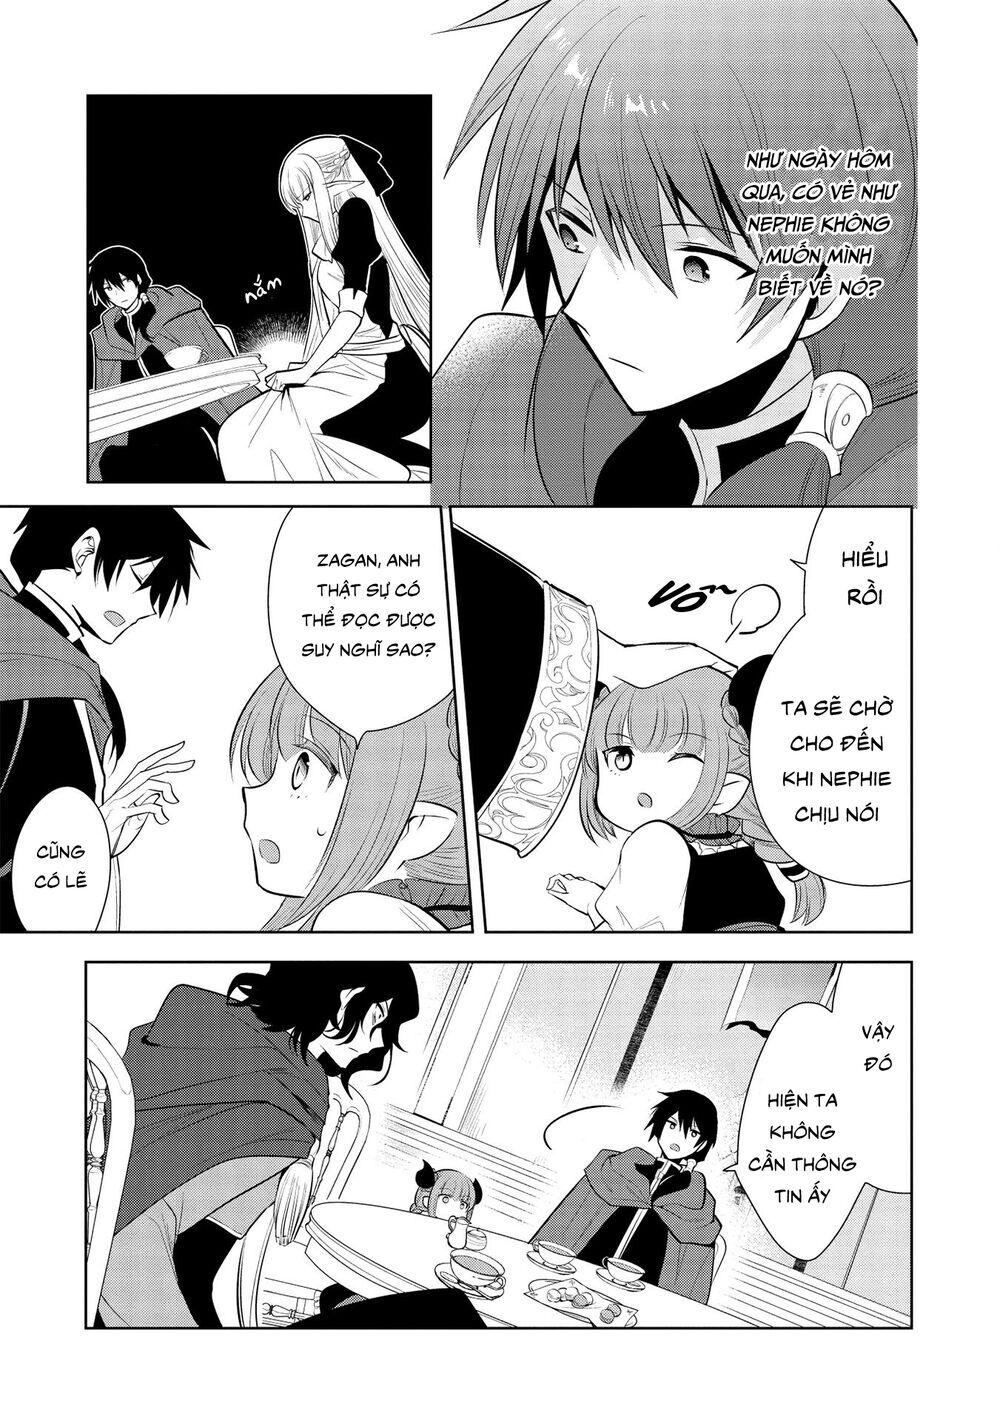 NHƯ NGÀY HÔM
QUA, CÓ VẺ NHƯ
NEPHIE KHÔNG
MUỐN MÌNH
BIẾT VỀ NÓ?
nắm
HIỂU
RỒI
VÒ~
TA SẼ CHỜ
CHO ĐẾN
KHI NEPHIE
CHỊU NÓI
ZAGAN, ANH
THẬT SỰ CÓ
THỂ ĐỌC ĐƯỢC
SUY NGHĨ SAO?
CŨNG
CÓ LẼ
VẬY
ĐÓ
HIỆN TA
KHÔNG
CẦN THÔNG
TIN ẤY